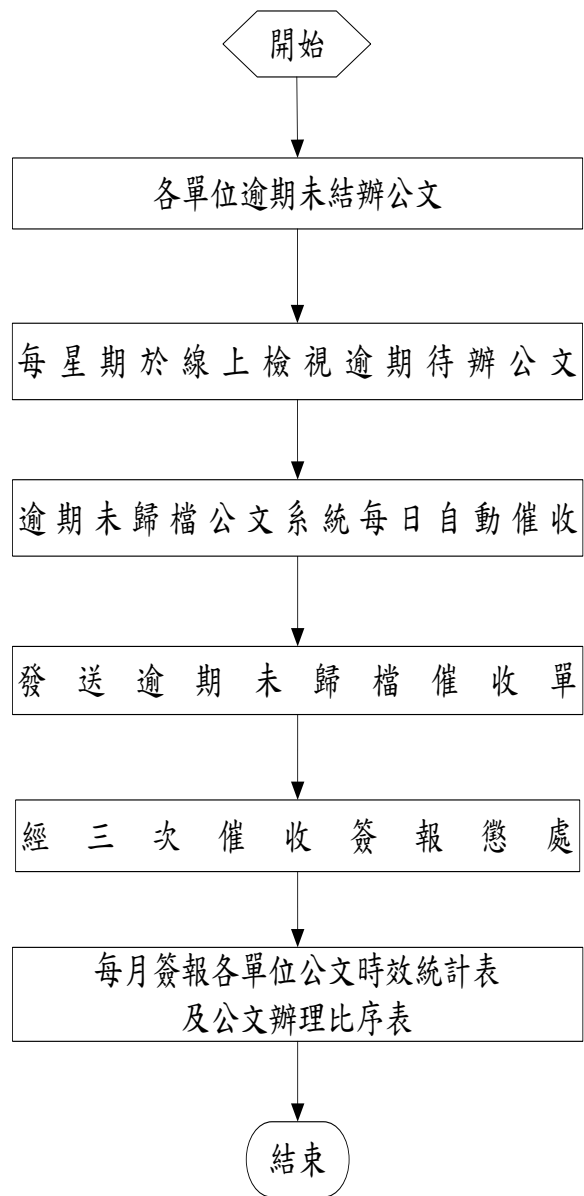 開始
各單位逾期未結辦公文
每星期於線上檢視逾期待辦公文
逾期未歸檔公文系統每日自動催收
發送逾期未歸檔催收單
經三次催收簽報懲處
每月簽報各單位公文時效統計表
及公文辦理比序表
結束